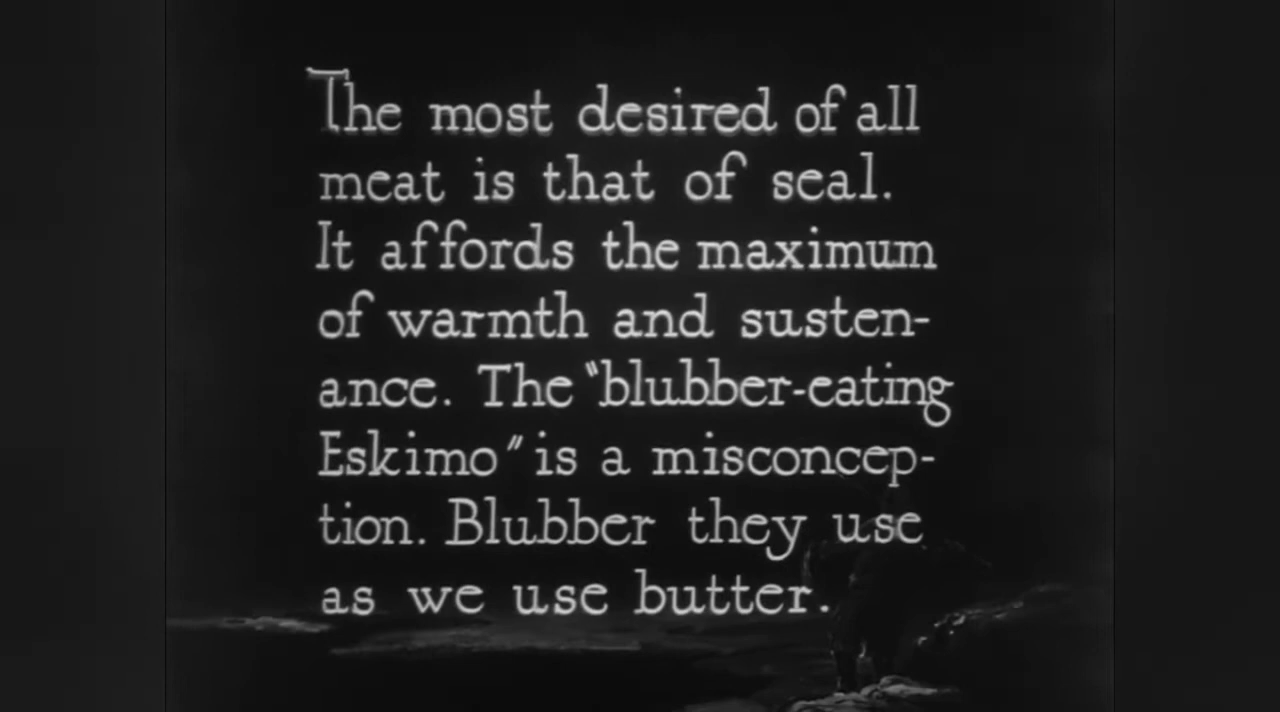 The most desired of all
meat is that of seal.
It affords the maximum
of warmth and susten-
ance. The "blubber-eating
Eskimo" is a misconcep-
tion. Blubber they use
as we use butter.